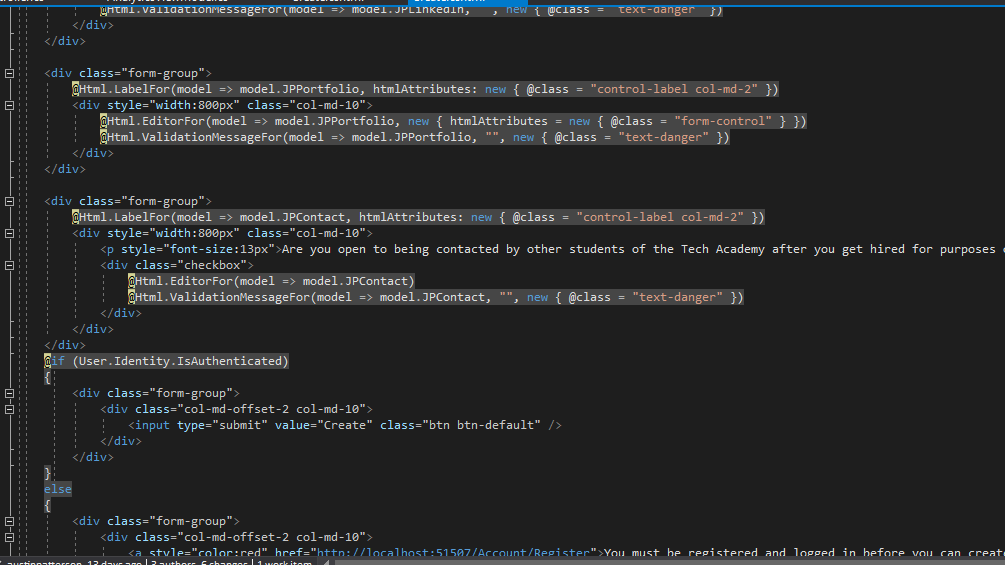 @Html.ValidationMessageFor(model => model.JPLinkedIn, "", new { @class = "text-danger" })
</div>
</div>
<div class="form-group">
@Html.LabelFor(model => model.JPPortfolio, htmlAttributes: new { @class = "control-label col-md-2" })
<div style="width:800px" class="col-md-10">
@Html.EditorFor(model => model.JPPortfolio, new { htmlAttributes = new { @class = "form-control" } })
@Html.ValidationMessageFor(model => model.JPPortfolio, "", new { @class = "text-danger" })
</div>
</div>
<div class="form-group">
@Html.LabelFor(model => model.JPContact, htmlAttributes: new { @class = "control-label col-md-2" })
<div style="width:800px" class="col-md-10">
<p style="font-size:13px">Are you open to being contacted by other students of the Tech Academy after you get hired for purposes
<div class="checkbox">
@Html.EditorFor(model => model.JPContact)
@Html.ValidationMessageFor(model => model.JPContact, "", new { @class = "text-danger" })
</div>
</div>
</div>
@if (User.Identity.IsAuthenticated)
{
<div class="form-group">
<div class="col-md-offset-2 col-md-10">
<input type="submit" value="Create" class="btn btn-default" />
</div>
</div>
}
else
{
<div class="form-group">
<div class="col-md-offset-2 col-md-10">
<a style="color:red" href="http://localhost:51507/Account/Register">You must be registered and logged in before you can creat
austinpatterson, 13 days ago | 3 authors, 6 changes | 1 work item